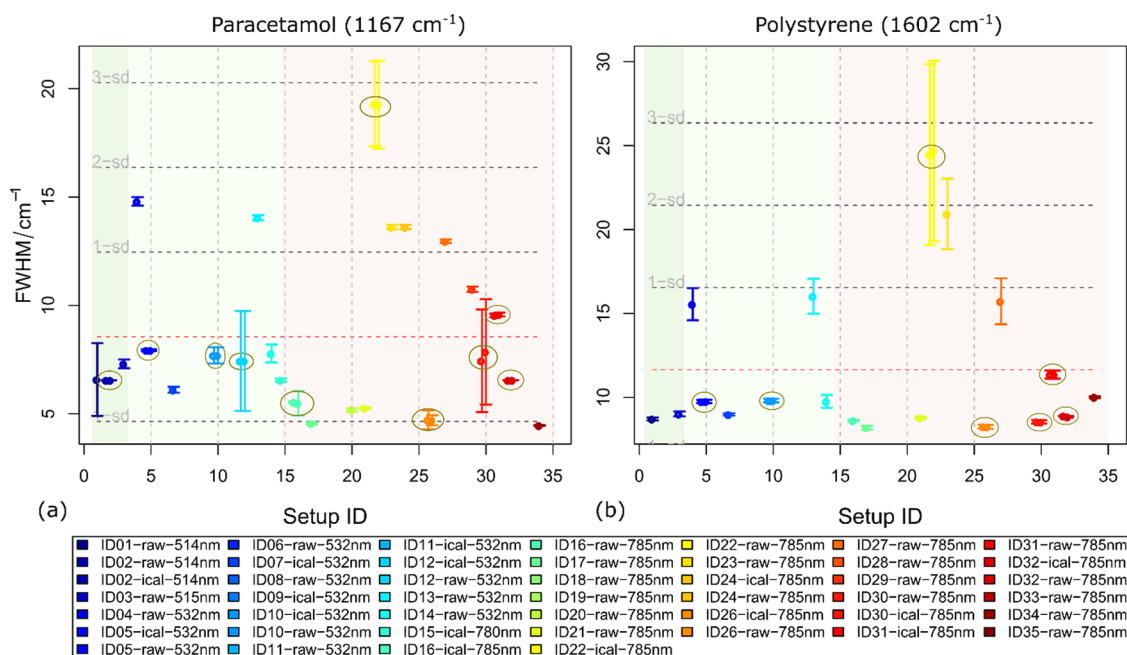 Paracetamol (1167 cm⁻¹)
Polystyrene (1602 cm⁻¹)
FWHM/cm⁻¹
20
15
10
5
3−sd
2−sd
1−sd
−sd
0 5 10 15 20 25 30 35
30
25
20
15
10
3−sd
2−sd
1−sd
0 5 10 15 20 25 30 35
(a) Setup ID
(b) Setup ID
ID01−raw−514nm ID06−raw−532nm ID11−ical−532nm ID16−raw−785nm ID22−raw−785nm ID27−raw−785nm ID31−raw−785nm
ID02−raw−514nm ID07−ical−532nm ID12−ical−532nm ID17−raw−785nm ID23−raw−785nm ID28−raw−785nm ID32−ical−785nm
ID02−ical−514nm ID08−raw−532nm ID12−raw−532nm ID18−raw−785nm ID24−ical−785nm ID29−raw−785nm ID32−raw−785nm
ID03−raw−515nm ID09−ical−532nm ID13−raw−532nm ID19−raw−785nm ID24−raw−785nm ID30−raw−785nm ID33−raw−785nm
ID04−raw−532nm ID10−ical−532nm ID14−raw−532nm ID20−raw−785nm ID26−ical−785nm ID30−ical−785nm ID34−raw−785nm
ID05−ical−532nm ID10−raw−532nm ID15−ical−780nm ID21−raw−785nm ID26−raw−785nm ID31−ical−785nm ID35−raw−785nm
ID05−raw−532nm ID11−raw−532nm ID16−ical−785nm ID22−ical−785nm